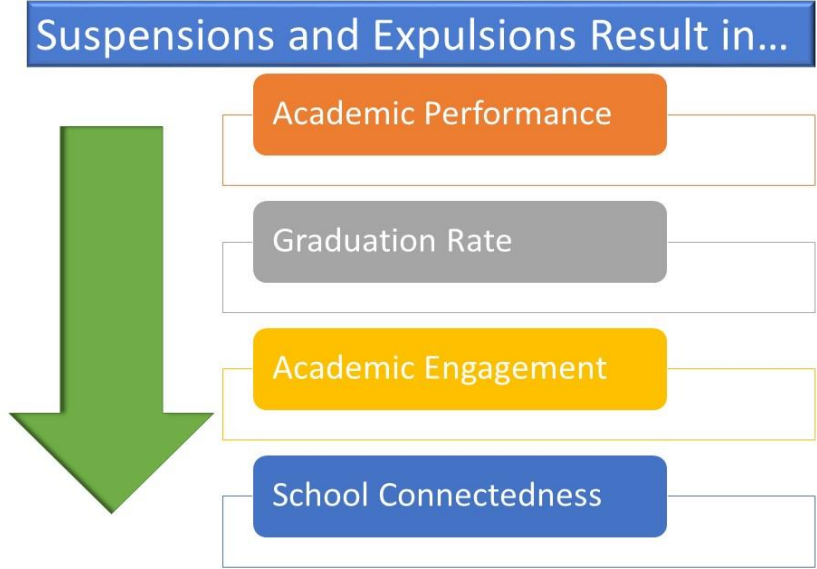 Suspensions and Expulsions Result in...
Academic Performance
Graduation Rate
Academic Engagement
School Connectedness